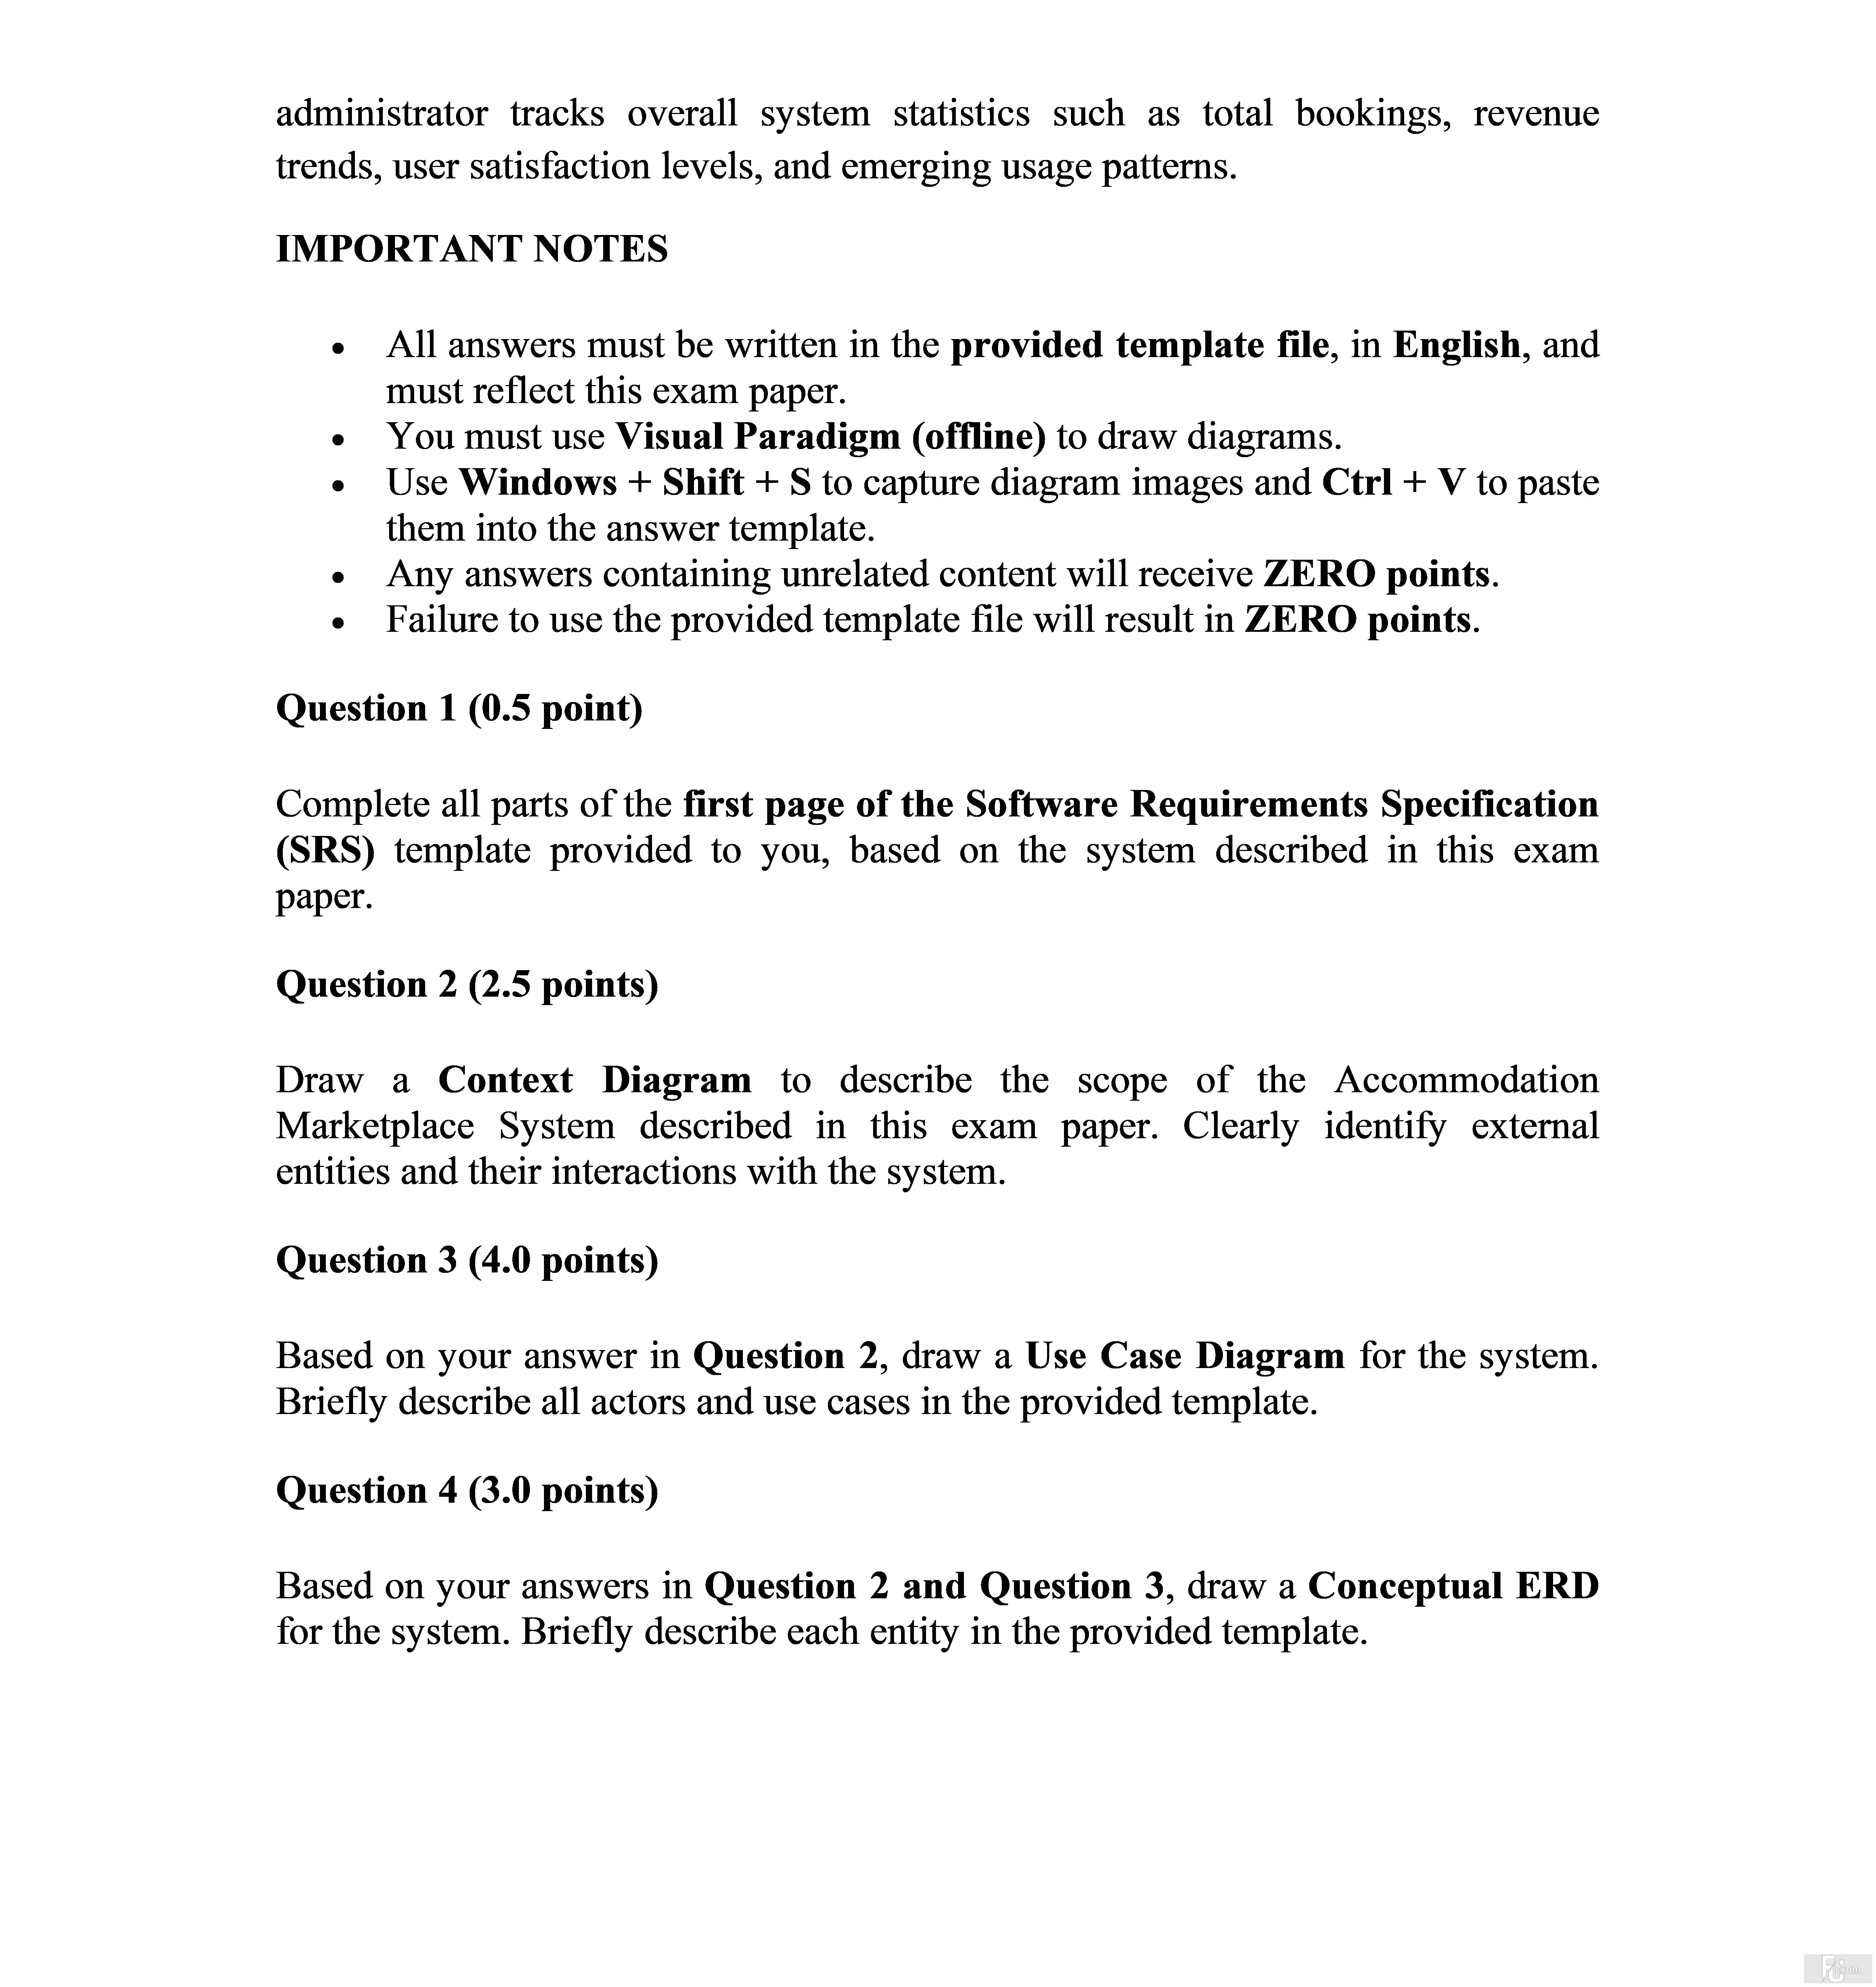 administrator tracks overall system statistics such as total bookings, revenue
trends, user satisfaction levels, and emerging usage patterns.
IMPORTANT NOTES
• All answers must be written in the provided template file, in English, and
must reflect this exam paper.
• You must use Visual Paradigm (offline) to draw diagrams.
• Use Windows + Shift + S to capture diagram images and Ctrl + V to paste
them into the answer template.
• Any answers containing unrelated content will receive ZERO points.
• Failure to use the provided template file will result in ZERO points.
Question 1 (0.5 point)
Complete all parts of the first page of the Software Requirements Specification
(SRS) template provided to you, based on the system described in this exam
paper.
Question 2 (2.5 points)
Draw a Context Diagram to describe the scope of the Accommodation
Marketplace System described in this exam paper. Clearly identify external
entities and their interactions with the system.
Question 3 (4.0 points)
Based on your answer in Question 2, draw a Use Case Diagram for the system.
Briefly describe all actors and use cases in the provided template.
Question 4 (3.0 points)
Based on your answers in Question 2 and Question 3, draw a Conceptual ERD
for the system. Briefly describe each entity in the provided template.